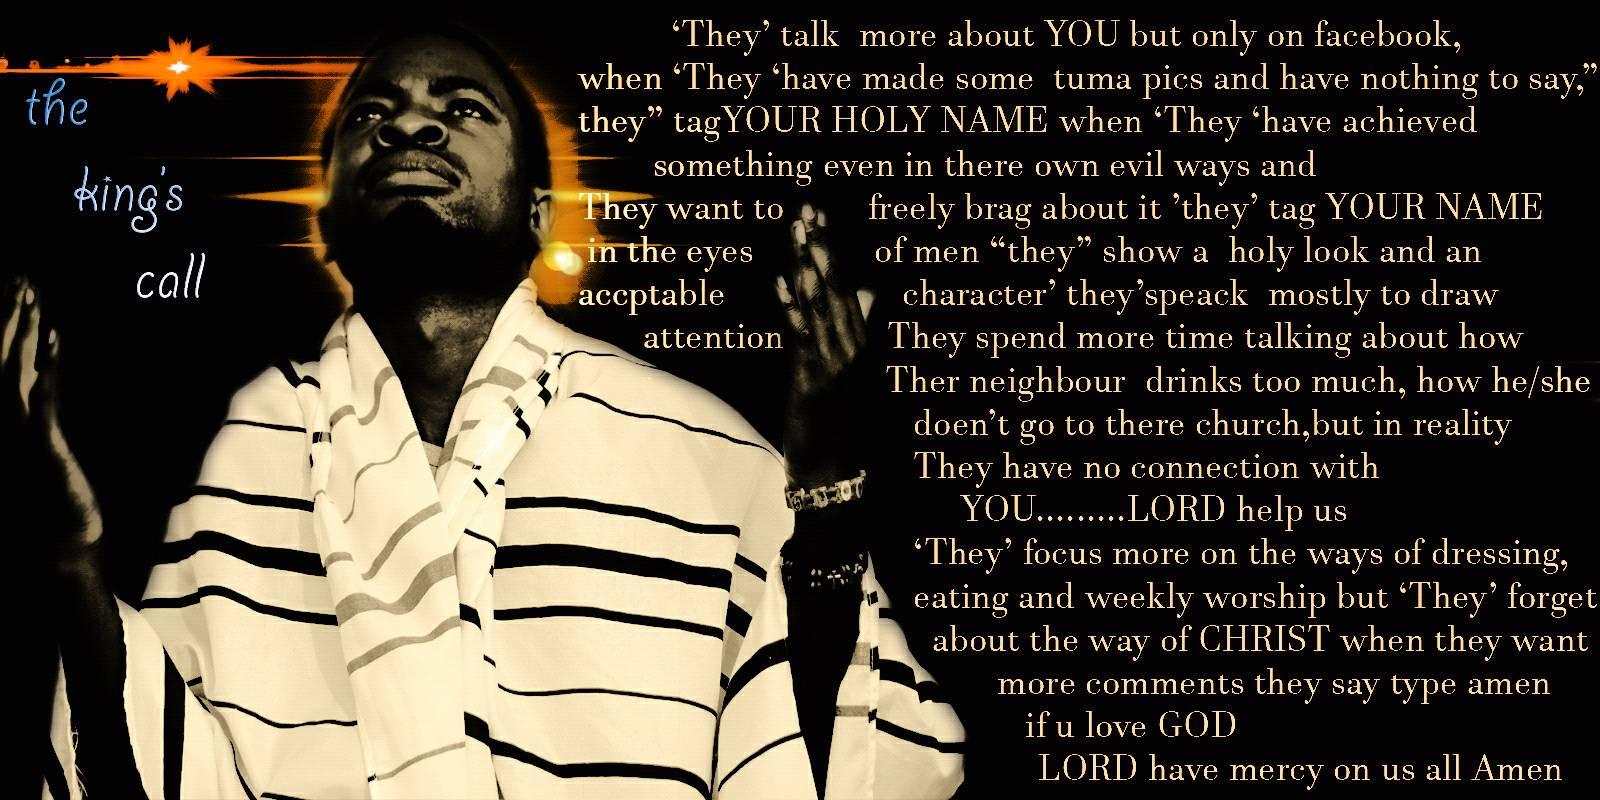 the
king's
call
‘They’ talk more about YOU but only on facebook,
when ‘They ‘have made some tuma pics and have nothing to say,”
they” tagYOUR HOLY NAME when ‘They ‘have achieved
something even in there own evil ways and
They want to freely brag about it ’they’ tag YOUR NAME
in the eyes of men “they” show a holy look and an
accptable character’ they’speack mostly to draw
attention They spend more time talking about how
Ther neighbour drinks too much, how he/she
doen’t go to there church,but in reality
They have no connection with
YOU.........LORD help us
‘They’ focus more on the ways of dressing,
eating and weekly worship but ‘They’ forget
about the way of CHRIST when they want
more comments they say type amen
if u love GOD
LORD have mercy on us all Amen